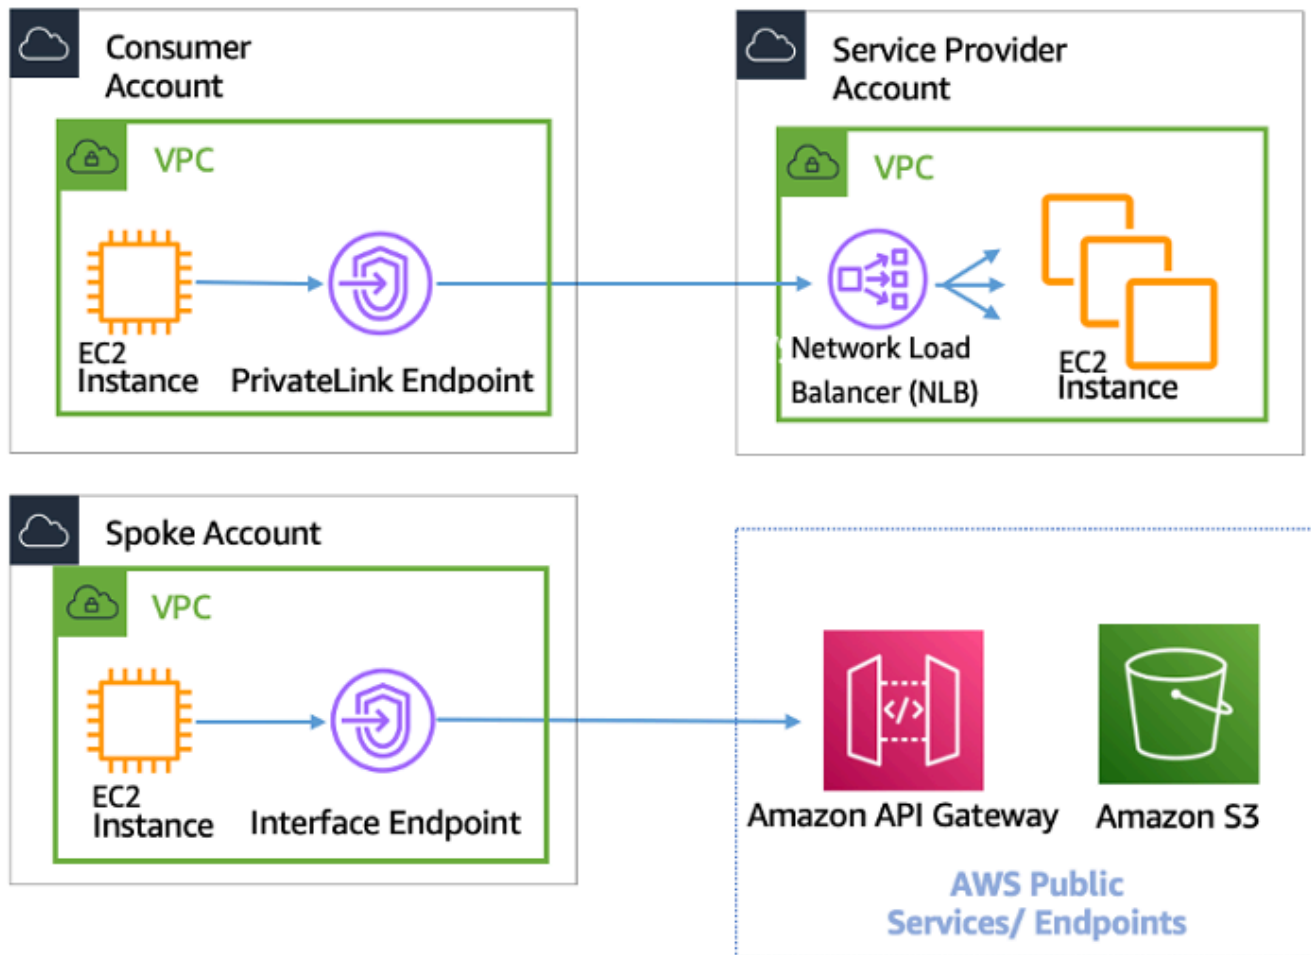 Consumer
Account
VPC
EC2
Instance
PrivateLink Endpoint
Service Provider
Account
VPC
Network Load
Balancer (NLB)
EC2
Instance
Spoke Account
VPC
EC2
Instance
Interface Endpoint
</>
Amazon API Gateway
Amazon S3
AWS Public
Services/ Endpoints